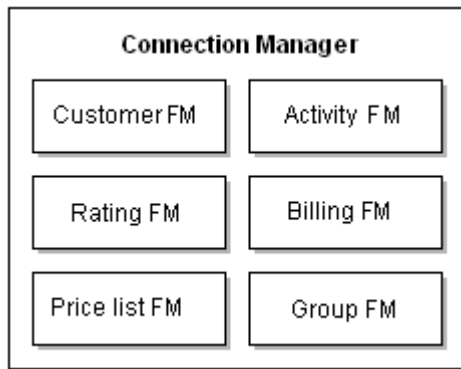 Connection Manager
Customer FM
Activity FM
Rating FM
Billing FM
Price list FM
Group FM